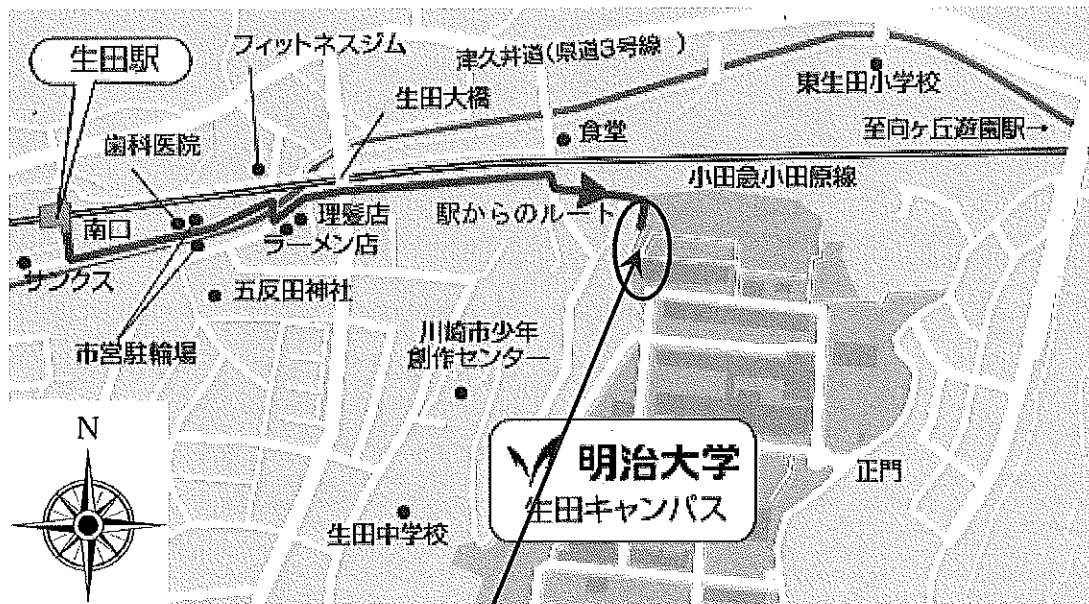 生田駅
フィットネスジム
津久井道(県道3号線 )
生田大橋
東生田小学校
歯科医院
食堂
至向ヶ丘遊園駅→
小田急小田原線
南口
理髪店
駅からのルート
ラーメン店
サンクス
五反田神社
市営駐輪場
川崎市少年
創作センター
N
明治大学
生田キャンパス
正門
生田中学校